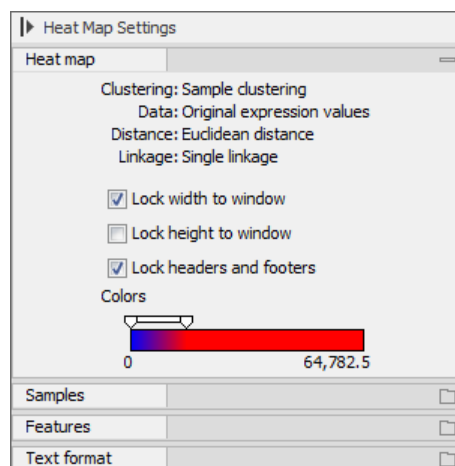 Heat Map Settings
Heat map
Clustering: Sample clustering
Data: Original expression values
Distance: Euclidean distance
Linkage: Single linkage
Lock width to window
Lock height to window
Lock headers and footers
Colors
0 64,782.5
Samples
Features
Text format